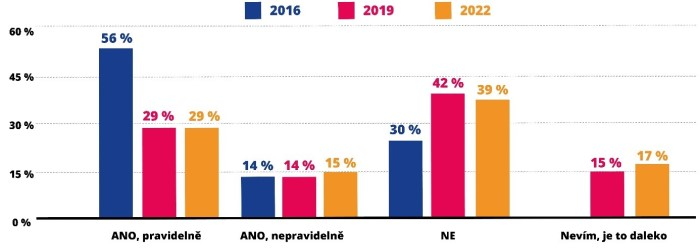 2016 2019 2022
60 %
56 %
45 %
42 %
39 %
30 %
29 % 29 %
30 %
15 %
14 % 14 % 15 %
15 % 17 %
0 %
ANO, pravidelně ANO, nepravidelně NE Nevím, je to daleko